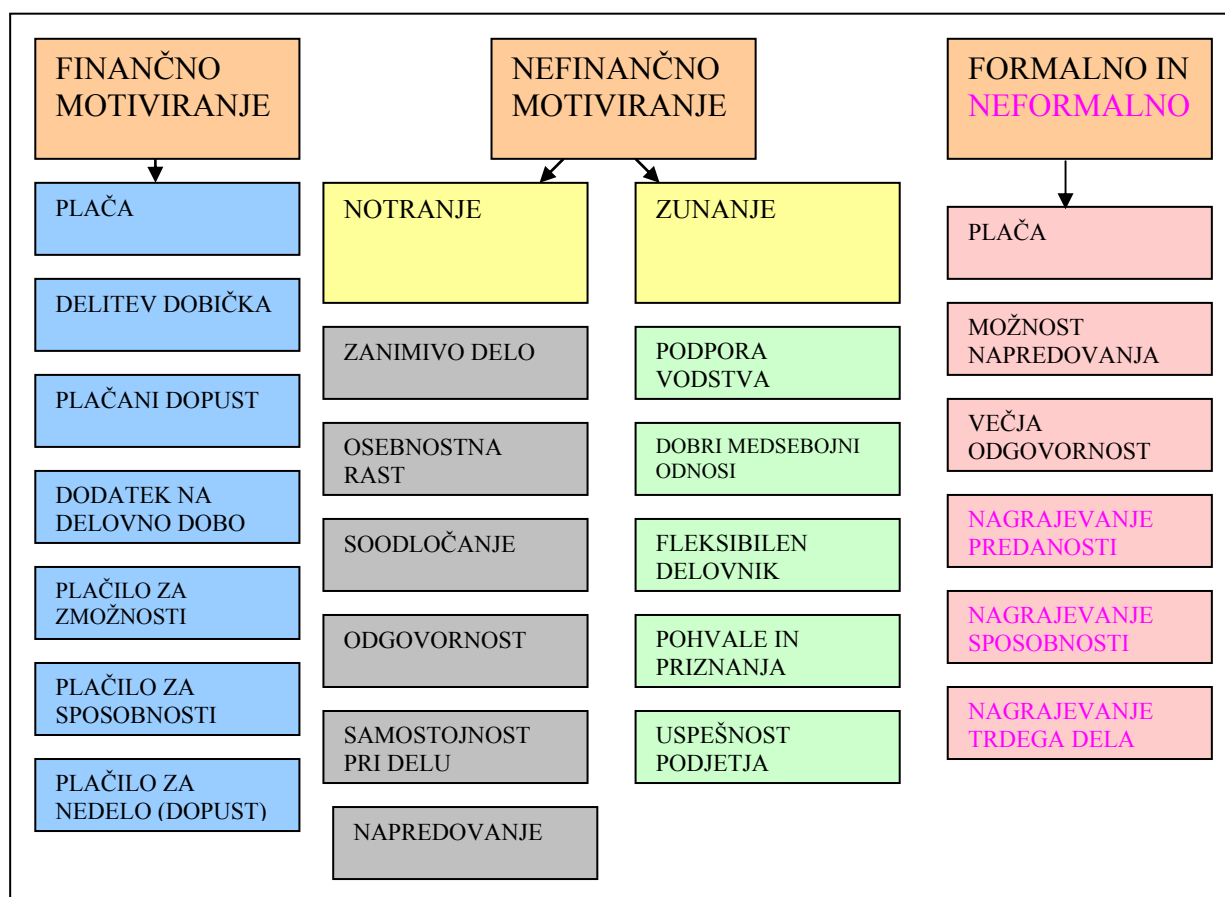 FINANČNO
MOTIVIRANJE
PLAČA
DELITEV DOBIČKA
PLAČANI DOPUST
DODATEK NA
DELOVNO DOBO
PLAČILO ZA
ZMOŽNOSTI
PLAČILO ZA
SPOSOBNOSTI
PLAČILO ZA
NEDELO (DOPUST)
NEFINANČNO
MOTIVIRANJE
NOTRANJE
ZANIMIVO DELO
OSEBNOSTNA
RAST
SOODLOČANJE
ODGOVORNOST
SAMOSTOJNOST
PRI DELU
NAPREDOVANJE
ZUNANJE
PODPORA
VODSTVA
DOBRI MEDSEBOJNI
ODNOSI
FLEKSIBILEN
DELOVNIK
POHVALE IN
PRIZNANJA
USPEŠNOST
PODJETJA
FORMALNO IN
NEFORMALNO
PLAČA
MOŽNOST
NAPREDOVANJA
VEČJA
ODGOVORNOST
NAGRAJEVANJE
PREDANOSTI
NAGRAJEVANJE
SPOSOBNOSTI
NAGRAJEVANJE
TRDEGA DELA